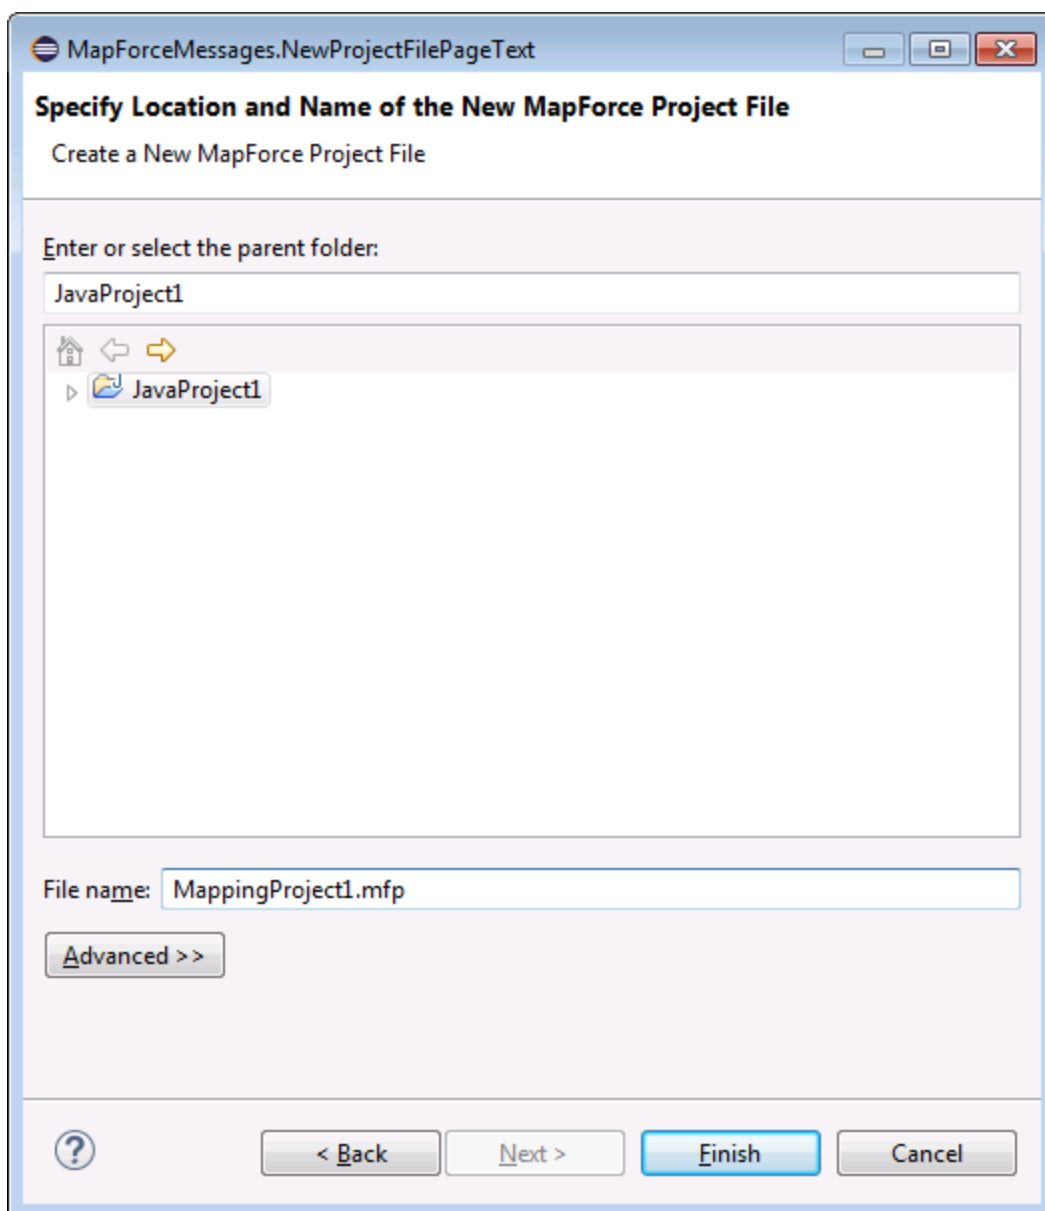 MapForceMessages.NewProjectFilePageText
Specify Location and Name of the New MapForce Project File
Create a New MapForce Project File
Enter or select the parent folder:
JavaProject1
JavaProject1
File name: MappingProject1.mfp
Advanced >>
? < Back Next > Finish Cancel